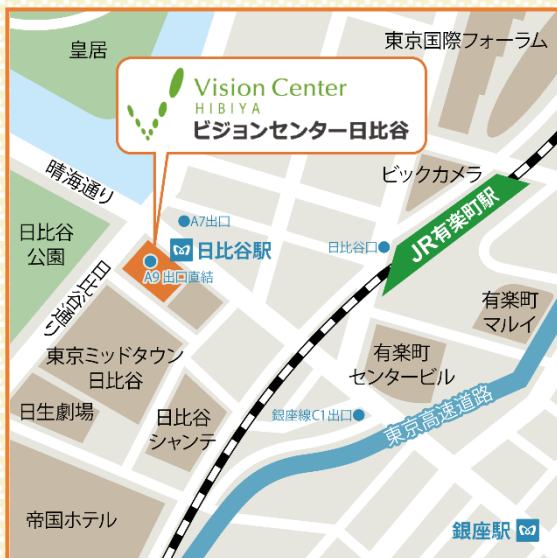 皇居
東京国際フォーラム
Vision Center
HIBIYA
ビジョンセンター日比谷
晴海通り
ビックカメラ
JR有楽町駅
日比谷
公園
A7出口
日比谷駅
日比谷口
A9出口直結
日比谷通り
有楽町
マルイ
東京ミッドタウン
日比谷
有楽町
センタービル
日生劇場
日比谷
シャンテ
銀座線C1出口
東京高速道路
帝国ホテル
銀座駅